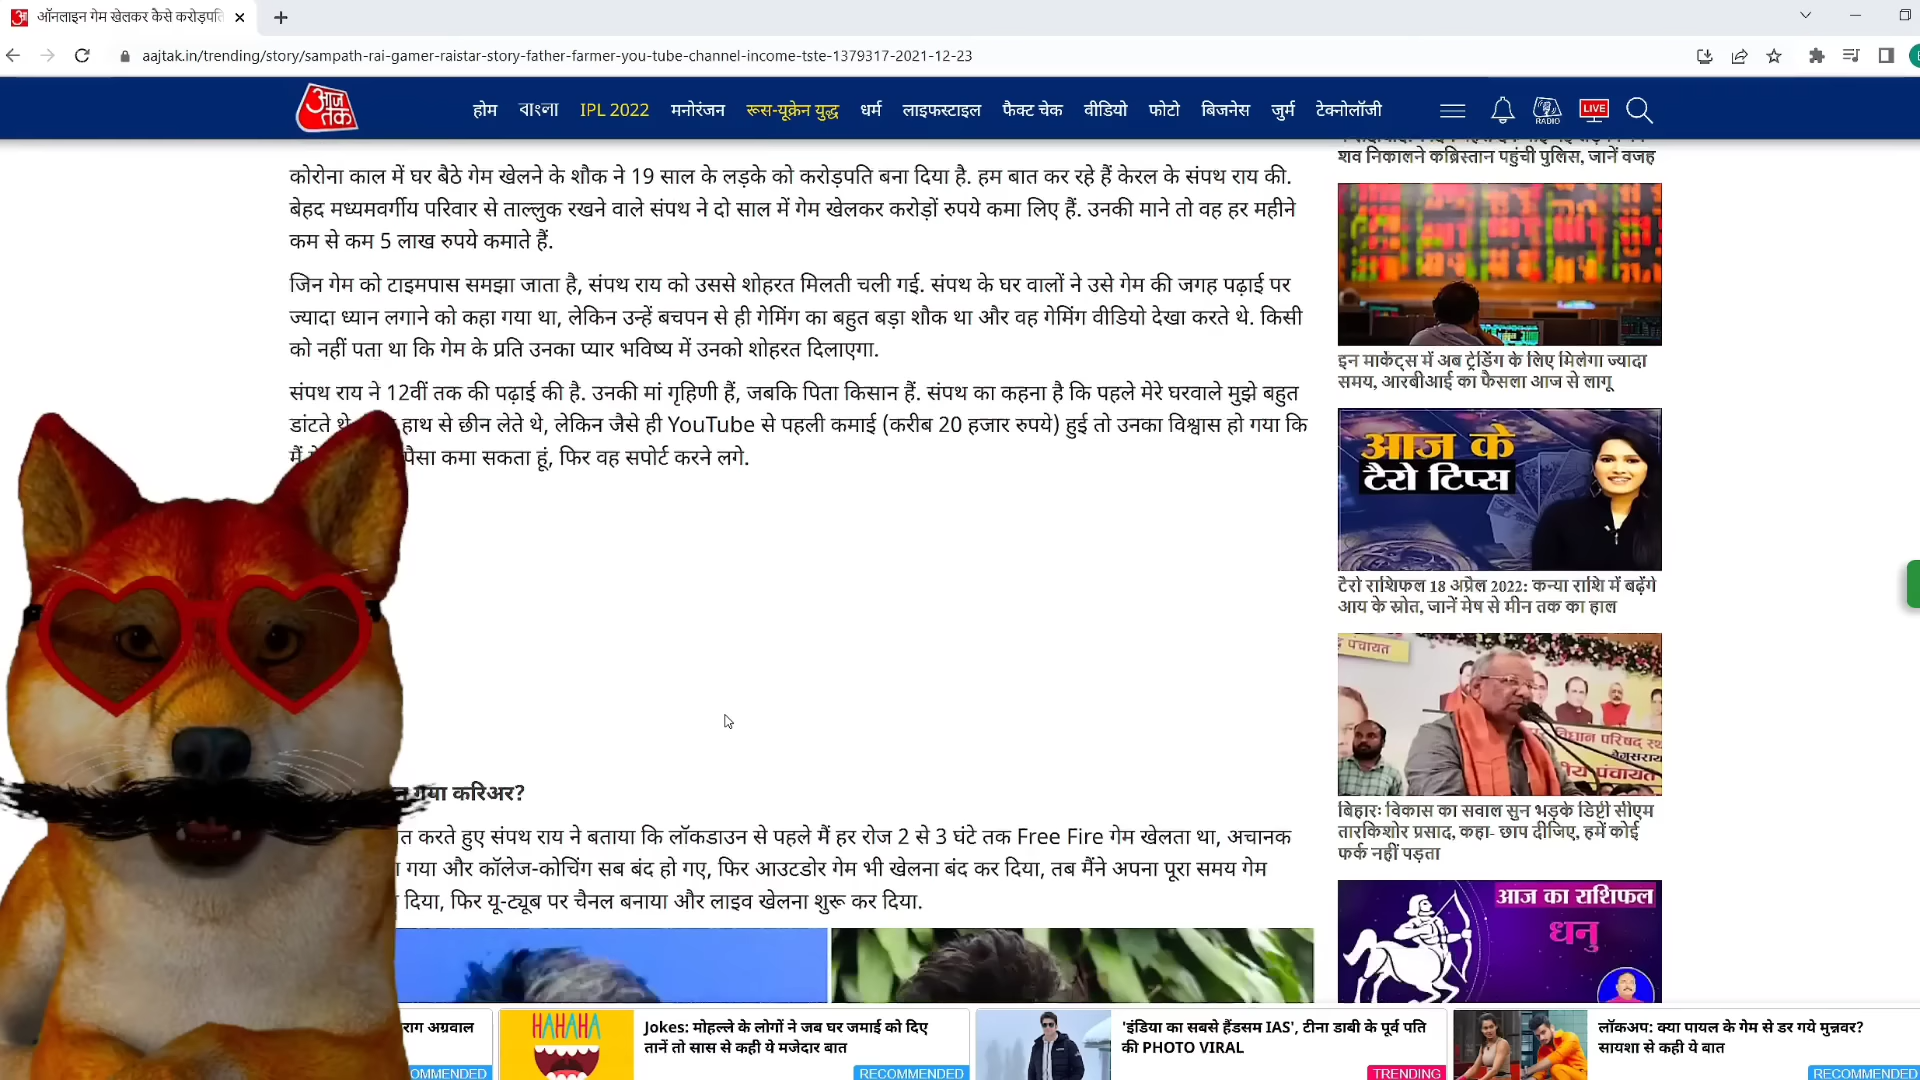 ऑनलाइन गेम खेलकर कैसे करोड़पति
aajtak.in/trending/story/sampath-rai-gamer-raistar-story-father-farmer-you-tube-channel-income-tste-1379317-2021-12-23
आज तक
होम বাংলা IPL 2022 मनोरंजन रूस-यूक्रेन युद्ध धर्म लाइफस्टाइल फैक्ट चेक वीडियो फोटो बिजनेस जुर्म टेक्नोलॉजी RADIO LIVE
कोरोना काल में घर बैठे गेम खेलने के शौक ने 19 साल के लड़के को करोड़पति बना दिया है. हम बात कर रहे हैं केरल के संपथ राय की.
बेहद मध्यमवर्गीय परिवार से ताल्लुक रखने वाले संपथ ने दो साल में गेम खेलकर करोड़ों रुपये कमा लिए हैं. उनकी माने तो वह हर महीने
कम से कम 5 लाख रुपये कमाते हैं.
जिन गेम को टाइमपास समझा जाता है, संपथ राय को उससे शोहरत मिलती चली गई. संपथ के घर वालों ने उसे गेम की जगह पढ़ाई पर
ज्यादा ध्यान लगाने को कहा गया था, लेकिन उन्हें बचपन से ही गेमिंग का बहुत बड़ा शौक था और वह गेमिंग वीडियो देखा करते थे. किसी
को नहीं पता था कि गेम के प्रति उनका प्यार भविष्य में उनको शोहरत दिलाएगा.
संपथ राय ने 12वीं तक की पढ़ाई की है. उनकी मां गृहिणी हैं, जबकि पिता किसान हैं. संपथ का कहना है कि पहले मेरे घरवाले मुझे बहुत
डांटते थे हाथ से छीन लेते थे, लेकिन जैसे ही YouTube से पहली कमाई (करीब 20 हजार रुपये) हुई तो उनका विश्वास हो गया कि
मैं पैसा कमा सकता हूं, फिर वह सपोर्ट करने लगे.
गया करिअर?
करते हुए संपथ राय ने बताया कि लॉकडाउन से पहले मैं हर रोज 2 से 3 घंटे तक Free Fire गेम खेलता था, अचानक
गया और कॉलेज-कोचिंग सब बंद हो गए, फिर आउटडोर गेम भी खेलना बंद कर दिया, तब मैंने अपना पूरा समय गेम
दिया, फिर यू-ट्यूब पर चैनल बनाया और लाइव खेलना शुरू कर दिया.
शव निकालने कब्रिस्तान पहुंची पुलिस, जानें वजह
इन मार्केट्स में अब ट्रेडिंग के लिए मिलेगा ज्यादा
समय, आरबीआई का फैसला आज से लागू
आज के
टैरो टिप्स
टैरो राशिफल 18 अप्रैल 2022: कन्या राशि में बढ़ेंगे
आय के स्रोत, जानें मेष से मीन तक का हाल
पंचायत
विधान परिषद
बेगूसराय
पंचायत
बिहारः विकास का सवाल सुन भड़के डिप्टी सीएम
तारकिशोर प्रसाद, कहा- छाप दीजिए, हमें कोई
फर्क नहीं पड़ता
आज का राशिफल
धनु
अग्रवाल
HAHAHA
Jokes: मोहल्ले के लोगों ने जब घर जमाई को दिए
तानें तो सास से कही ये मजेदार बात
RECOMMENDED
'इंडिया का सबसे हैंडसम IAS', टीना डाबी के पूर्व पति
की PHOTO VIRAL
TRENDING
लॉकअप: क्या पायल के गेम से डर गये मुन्नवर?
सायशा से कही ये बात
RECOMMENDED